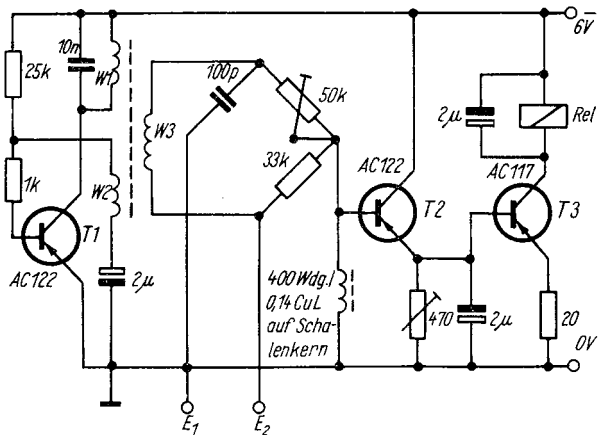 6V
10n
W1
25k
100p
50k
2µ
Rel
W3
33k
1k
AC122
AC117
W2
T1
T2
T3
2µ
AC122
400 Wdg./
0,14 CuL
auf Scha-
lenkern
470
2µ
20
0V
E1
E2